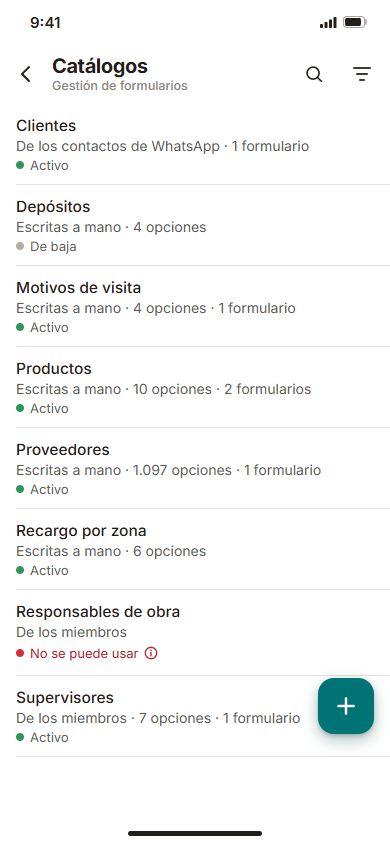 9:41
Catálogos
Gestión de formularios
Clientes
De los contactos de WhatsApp · 1 formulario
Activo
Depósitos
Escritas a mano · 4 opciones
De baja
Motivos de visita
Escritas a mano · 4 opciones · 1 formulario
Activo
Productos
Escritas a mano · 10 opciones · 2 formularios
Activo
Proveedores
Escritas a mano · 1.097 opciones · 1 formulario
Activo
Recargo por zona
Escritas a mano · 6 opciones
Activo
Responsables de obra
De los miembros
No se puede usar
Supervisores
De los miembros · 7 opciones · 1 formulario
Activo